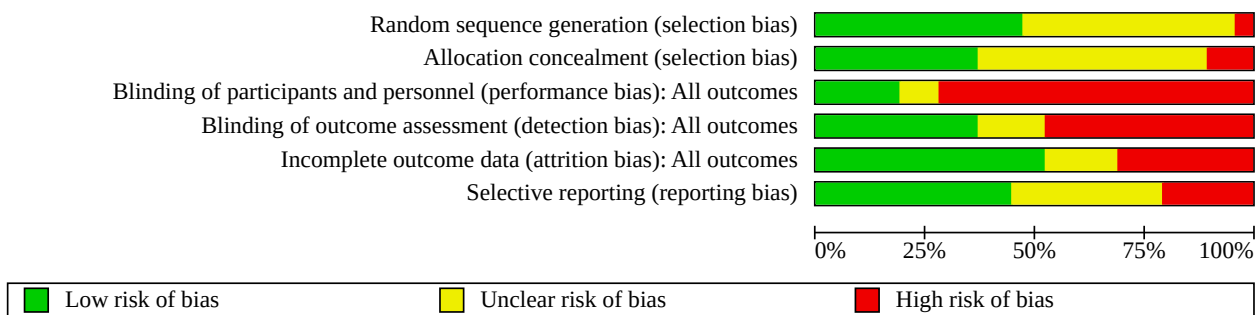 Random sequence generation (selection bias)
Allocation concealment (selection bias)
Blinding of participants and personnel (performance bias): All outcomes
Blinding of outcome assessment (detection bias): All outcomes
Incomplete outcome data (attrition bias): All outcomes
Selective reporting (reporting bias)
0% 25% 50% 75% 100%
Low risk of bias Unclear risk of bias High risk of bias